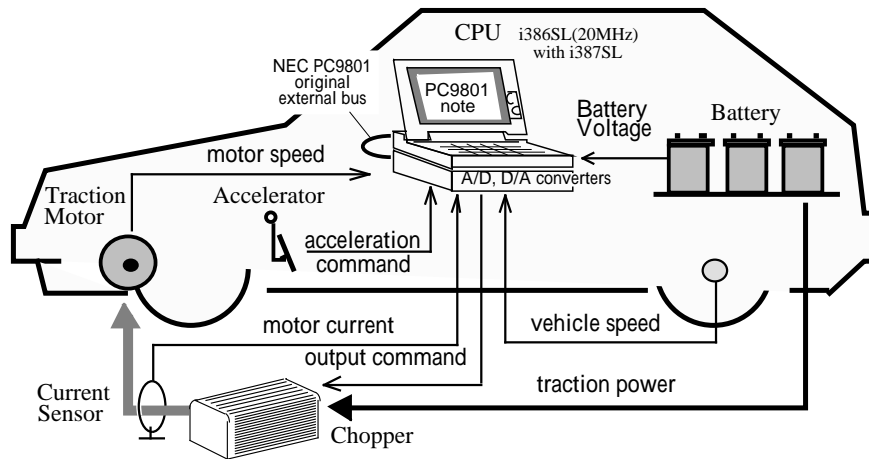 CPU i386SL(20MHz)
with i387SL
NEC PC9801
original
external bus
PC9801
note
Battery
Voltage
Battery
motor speed
A/D, D/A converters
Traction
Motor
Accelerator
acceleration
command
motor current
vehicle speed
output command
Current
Sensor
traction power
Chopper